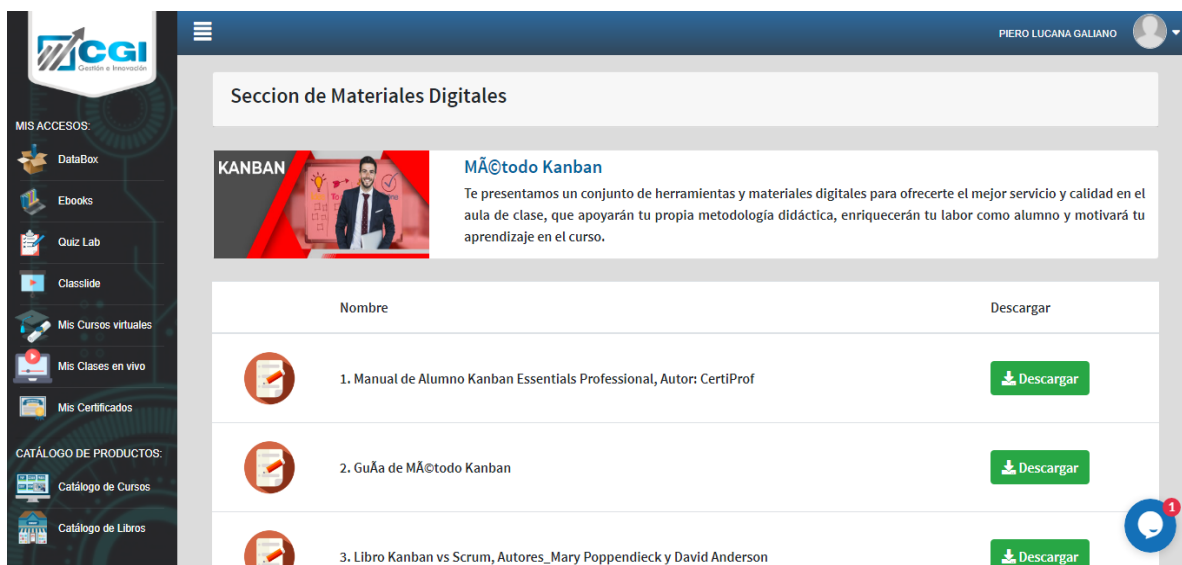 CGI
Gestión e Innovación
PIERO LUCANA GALIANO
MIS ACCESOS:
DataBox
Ebooks
Quiz Lab
Classlide
Mis Cursos virtuales
Mis Clases en vivo
Mis Certificados
CATÁLOGO DE PRODUCTOS:
Catálogo de Cursos
Catálogo de Libros
Seccion de Materiales Digitales
KANBAN
MÃ©todo Kanban
Te presentamos un conjunto de herramientas y materiales digitales para ofrecerte el mejor servicio y calidad en el
aula de clase, que apoyarán tu propia metodología didáctica, enriquecerán tu labor como alumno y motivará tu
aprendizaje en el curso.
Nombre Descargar
1. Manual de Alumno Kanban Essentials Professional, Autor: CertiProf Descargar
2. GuÃa de MÃ©todo Kanban Descargar
3. Libro Kanban vs Scrum, Autores_Mary Poppendieck y David Anderson Descargar
1